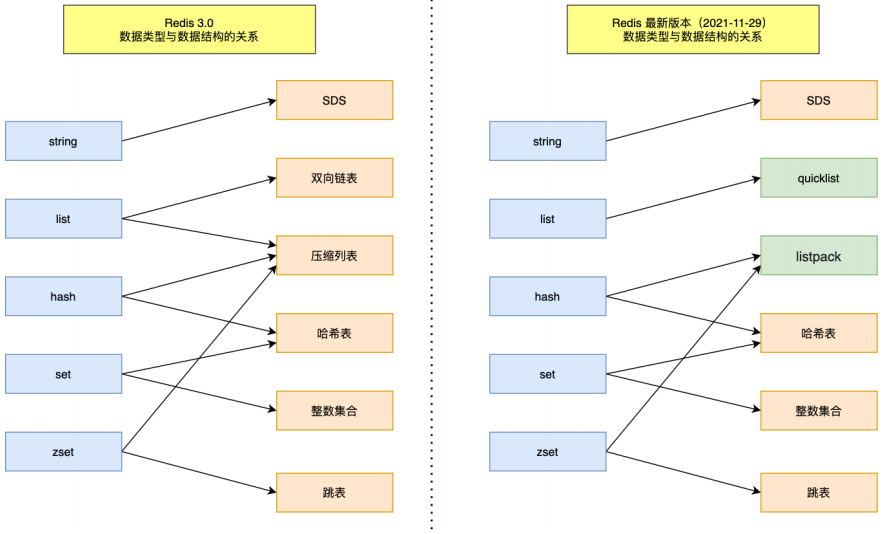 Redis 3.0
数据类型与数据结构的关系
SDS
string
双向链表
list
压缩列表
hash
哈希表
set
整数集合
zset
跳表
Redis 最新版本（2021-11-29）
数据类型与数据结构的关系
SDS
string
quicklist
list
listpack
hash
哈希表
set
整数集合
zset
跳表